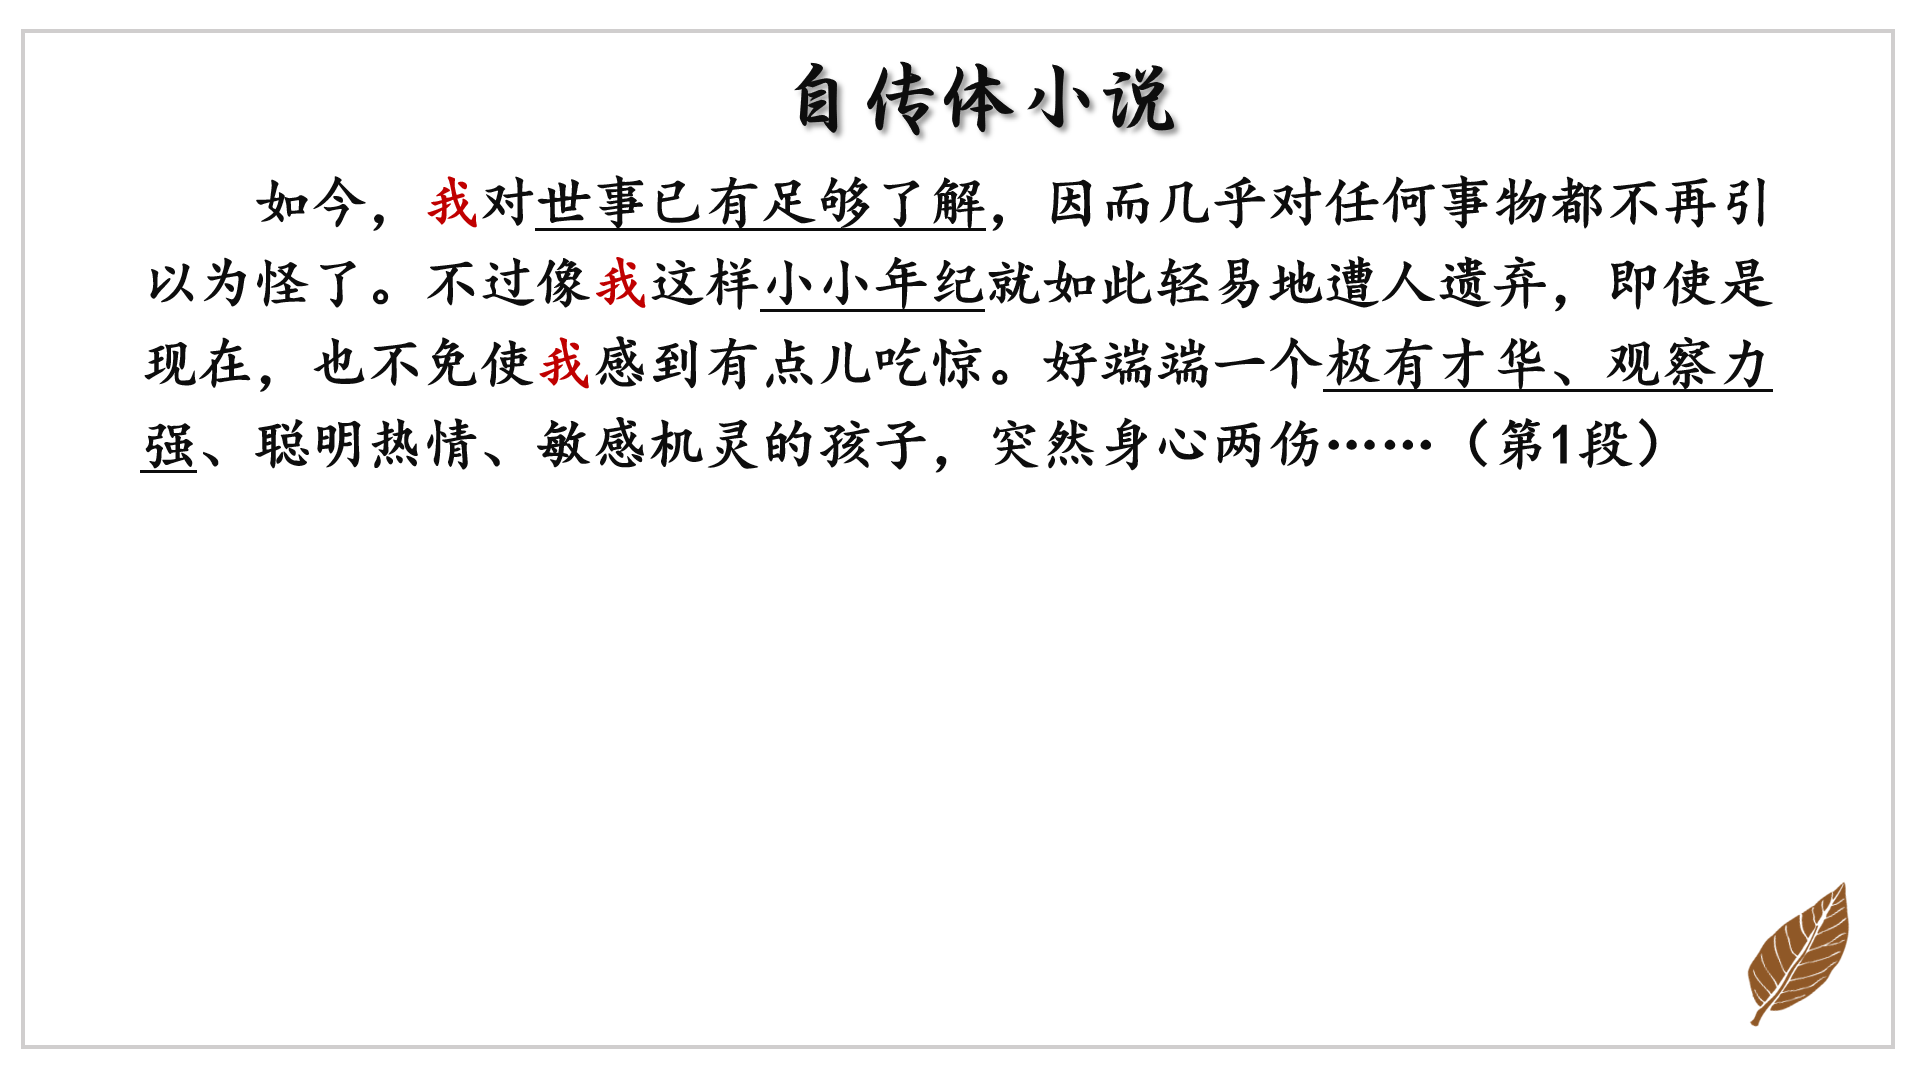 自传体小说
如今，我对世事已有足够了解，因而几乎对任何事物都不再引
以为怪了。不过像我这样小小年纪就如此轻易地遭人遗弃，即使是
现在，也不免使我感到有点儿吃惊。好端端一个极有才华、观察力
强、聪明热情、敏感机灵的孩子，突然身心两伤……（第1段）